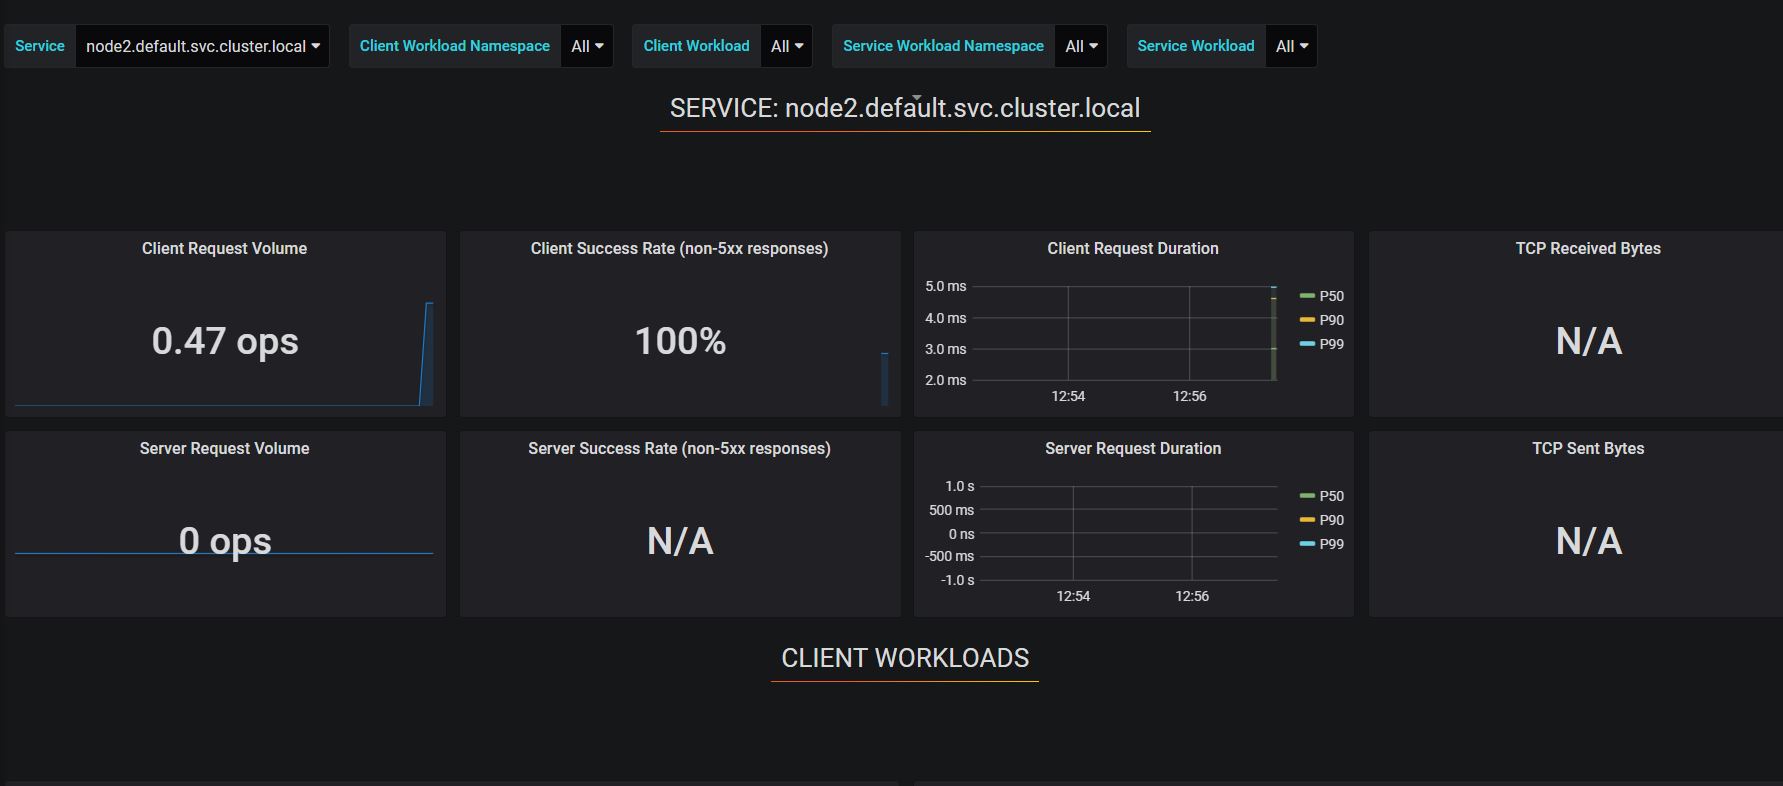 Service node2.default.svc.cluster.local Client Workload Namespace All Client Workload All Service Workload Namespace All Service Workload All
SERVICE: node2.default.svc.cluster.local
Client Request Volume
0.47 ops
Client Success Rate (non-5xx responses)
100%
Client Request Duration
5.0 ms
4.0 ms
3.0 ms
2.0 ms
12:54 12:56
P50
P90
P99
TCP Received Bytes
N/A
Server Request Volume
0 ops
Server Success Rate (non-5xx responses)
N/A
Server Request Duration
1.0 s
500 ms
0 ns
-500 ms
-1.0 s
12:54 12:56
P50
P90
P99
TCP Sent Bytes
N/A
CLIENT WORKLOADS